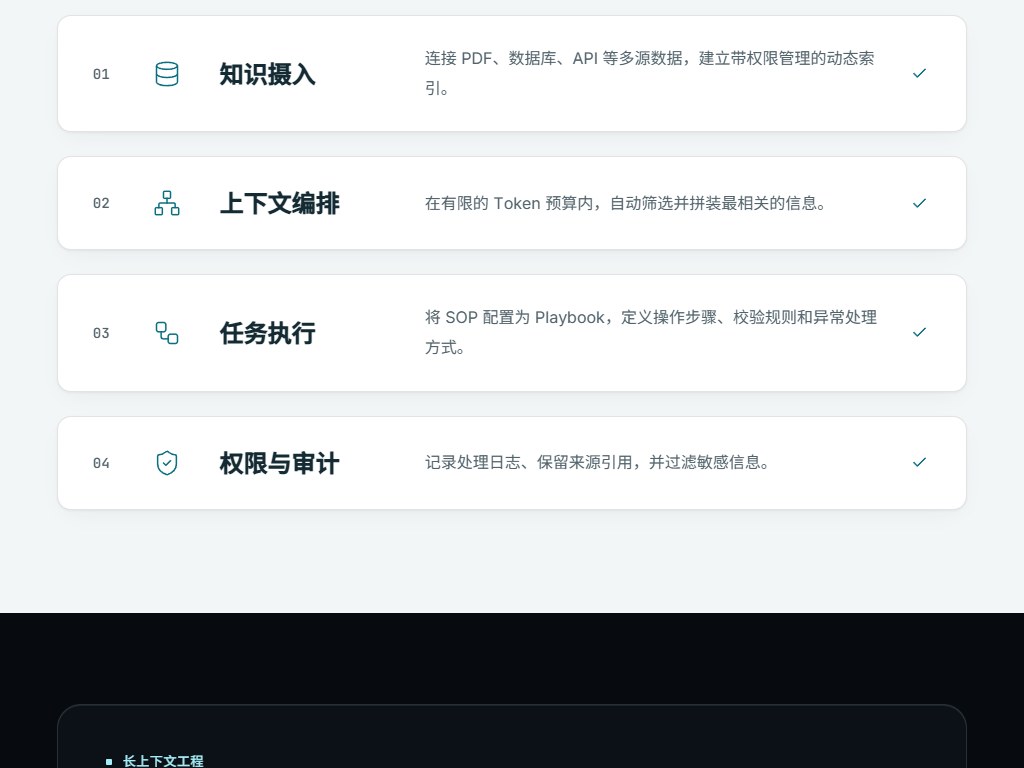 01
知识摄入
连接 PDF、数据库、API 等多源数据，建立带权限管理的动态索
引。
02
上下文编排
在有限的 Token 预算内，自动筛选并拼装最相关的信息。
03
任务执行
将 SOP 配置为 Playbook，定义操作步骤、校验规则和异常处理
方式。
04
权限与审计
记录处理日志、保留来源引用，并过滤敏感信息。
长上下文工程